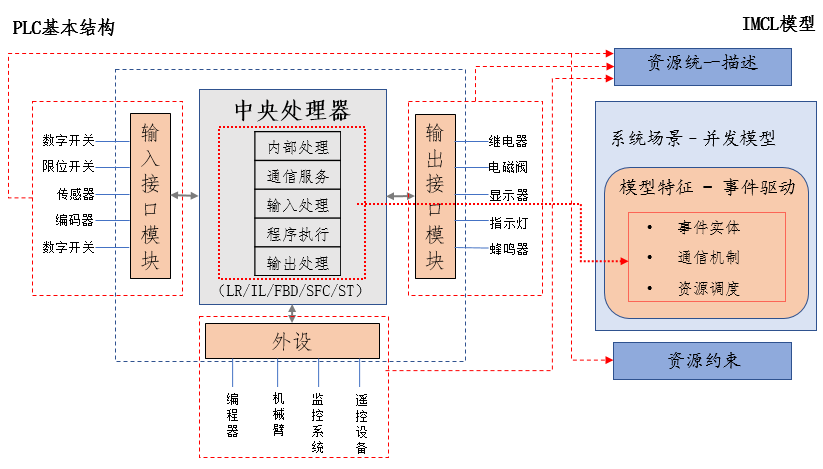 PLC基本结构
IMCL模型
数字开关
限位开关
传感器
编码器
数字开关
输入接口模块
中央处理器
内部处理
通信服务
输入处理
程序执行
输出处理
(LR/IL/FBD/SFC/ST)
输出接口模块
继电器
电磁阀
显示器
指示灯
蜂鸣器
外设
编程器
机械臂
监控系统
遥控设备
资源统一描述
系统场景-并发模型
模型特征-事件驱动
• 事件实体
• 通信机制
• 资源调度
资源约束